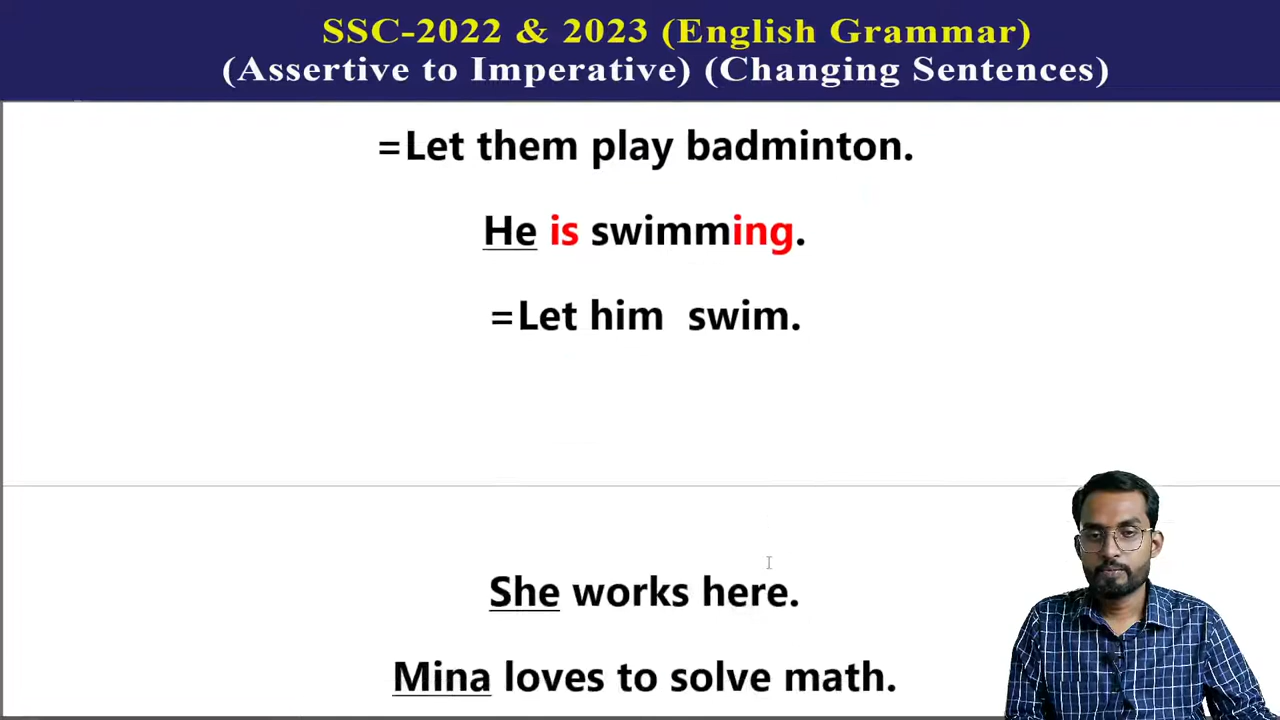 SSC-2022 & 2023 (English Grammar)
(Assertive to Imperative) (Changing Sentences)
=Let them play badminton.
He is swimming.
=Let him  swim.
She works here.
Mina loves to solve math.